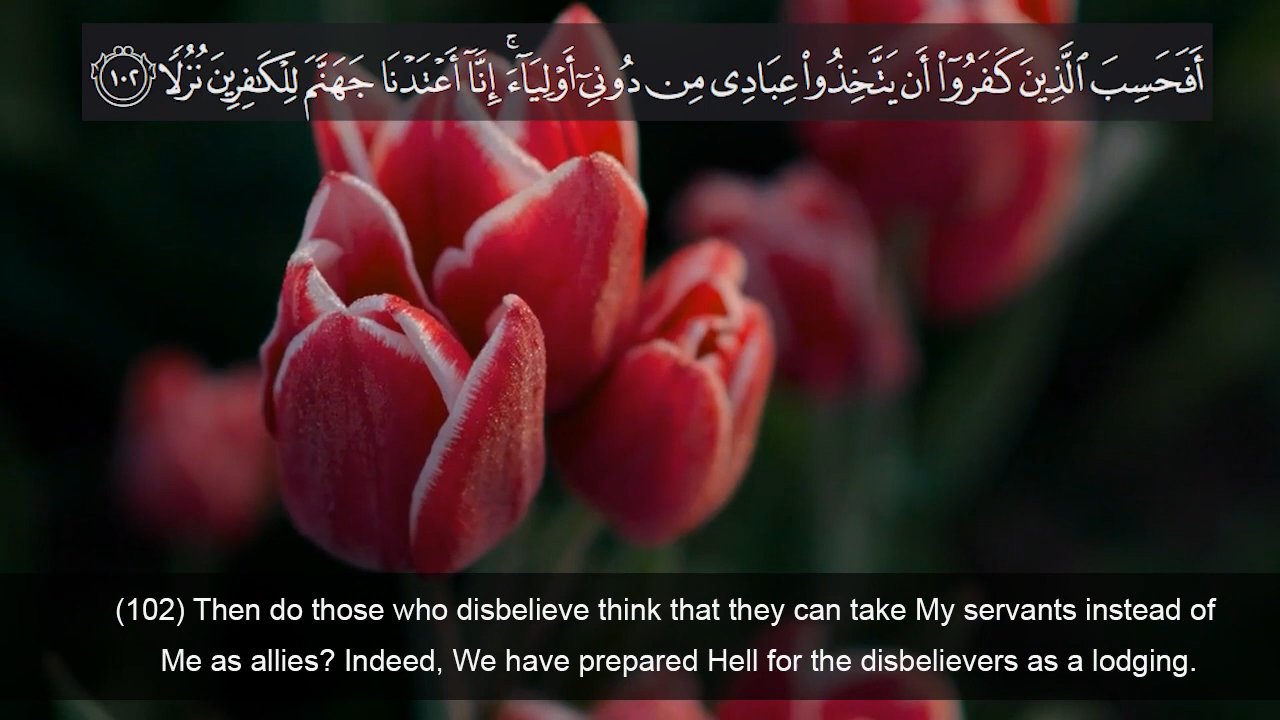 أَفَحَسِبَ ٱلَّذِينَ كَفَرُوٓا۟ أَن يَتَّخِذُوا۟ عِبَادِى مِن دُونِىٓ أَوْلِيَآءَ ۚ إِنَّآ أَعْتَدْنَا جَهَنَّمَ لِلْكَـٰفِرِينَ نُزُلًا ١٠٢
(102) Then do those who disbelieve think that they can take My servants instead of
Me as allies? Indeed, We have prepared Hell for the disbelievers as a lodging.